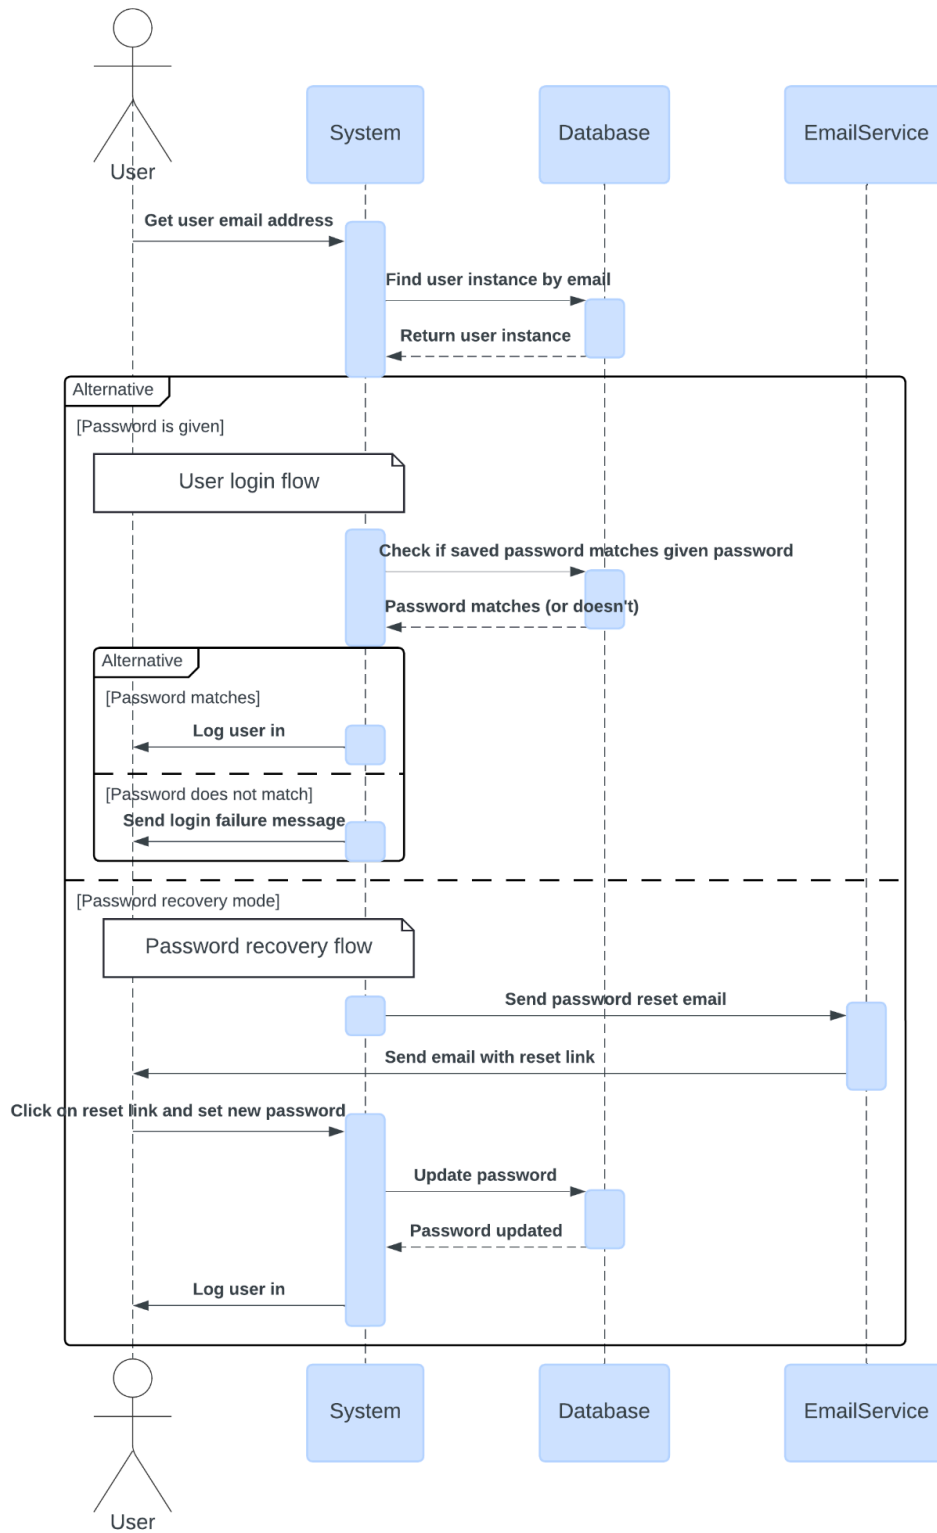 User
System
Database
EmailService
Get user email address
Find user instance by email
Return user instance
Alternative
[Password is given]
User login flow
Check if saved password matches given password
Password matches (or doesn't)
Alternative
[Password matches]
Log user in
[Password does not match]
Send login failure message
[Password recovery mode]
Password recovery flow
Send password reset email
Send email with reset link
Click on reset link and set new password
Update password
Password updated
Log user in
System
Database
EmailService
User